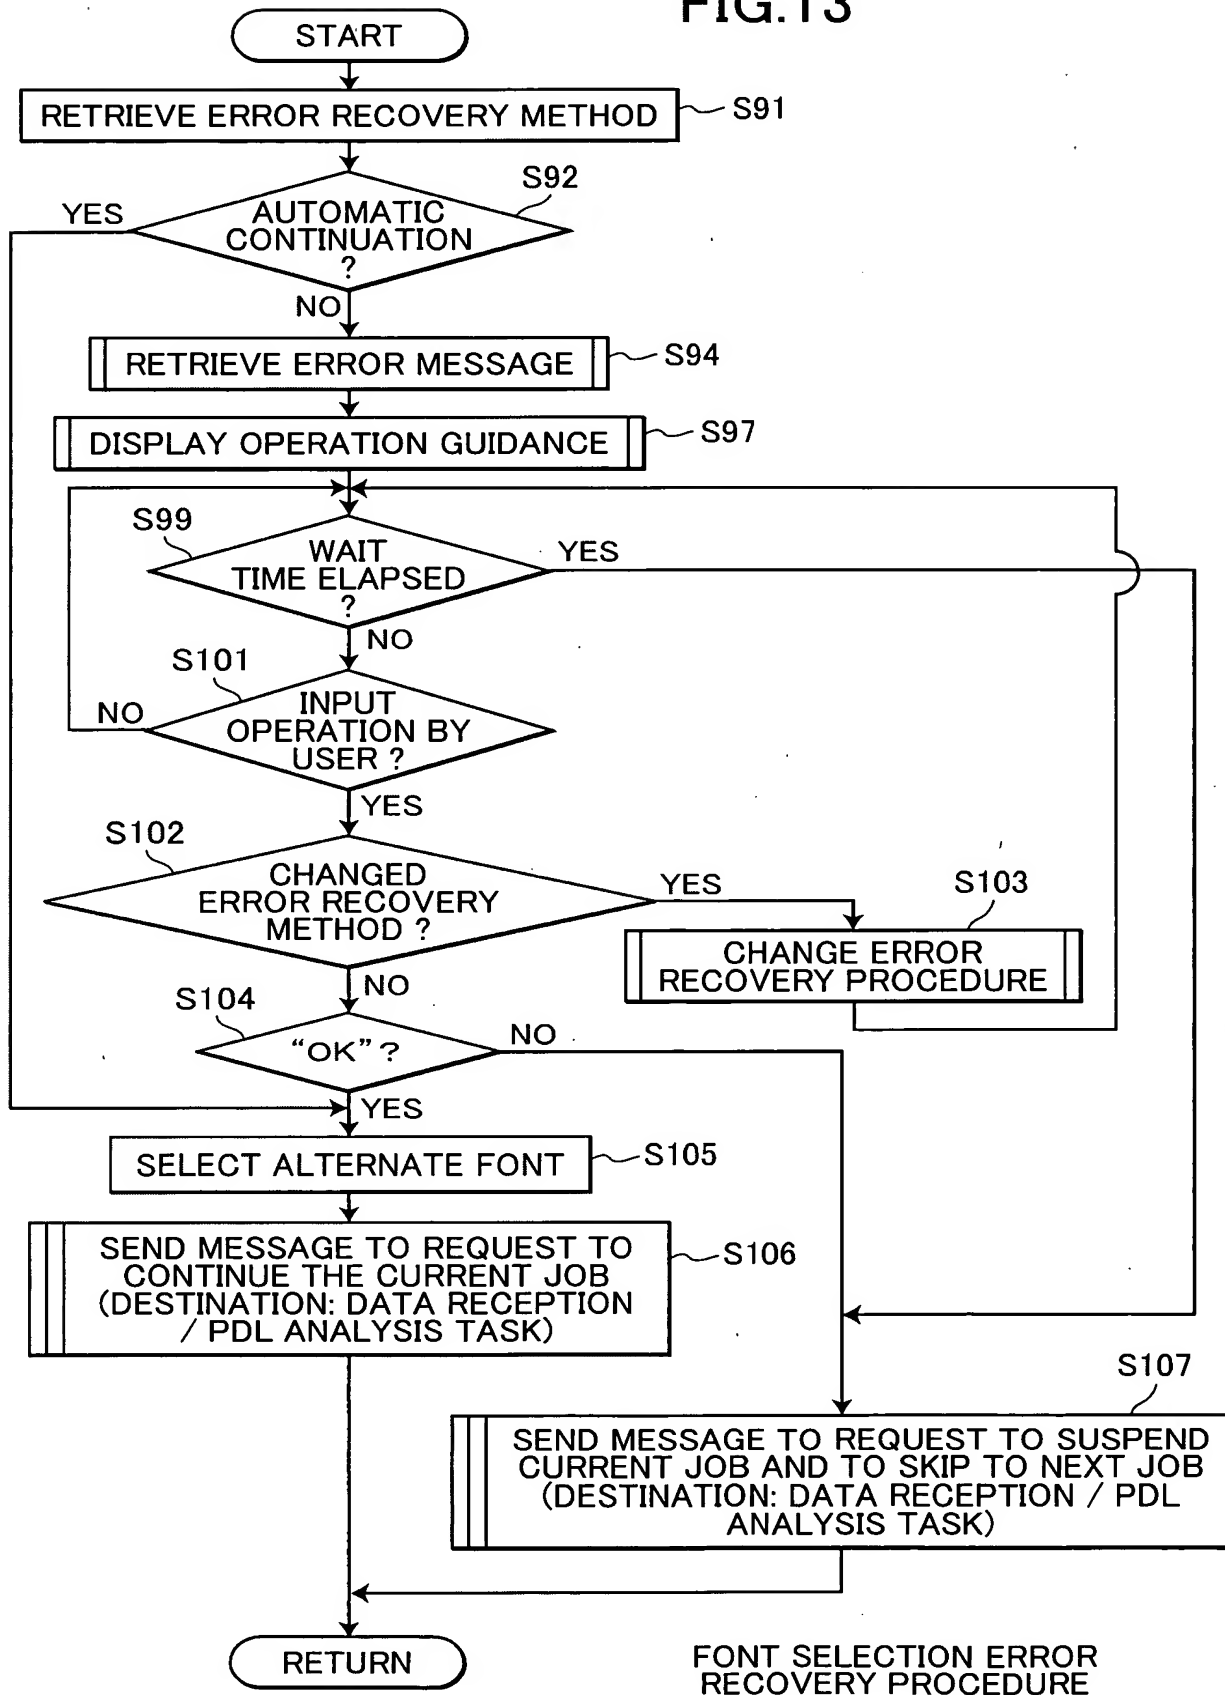 FIG.13
START
RETRIEVE ERROR RECOVERY METHOD
S91
S92
YES
AUTOMATIC
CONTINUATION
?
NO
RETRIEVE ERROR MESSAGE
S94
DISPLAY OPERATION GUIDANCE
S97
S99
WAIT
TIME ELAPSED
?
YES
NO
S101
INPUT
OPERATION BY
USER ?
NO
YES
S102
CHANGED
ERROR RECOVERY
METHOD ?
YES
S103
CHANGE ERROR
RECOVERY PROCEDURE
NO
S104
“OK” ?
NO
YES
SELECT ALTERNATE FONT
S105
SEND MESSAGE TO REQUEST TO
CONTINUE THE CURRENT JOB
(DESTINATION: DATA RECEPTION
/ PDL ANALYSIS TASK)
S106
S107
SEND MESSAGE TO REQUEST TO SUSPEND
CURRENT JOB AND TO SKIP TO NEXT JOB
(DESTINATION: DATA RECEPTION / PDL
ANALYSIS TASK)
RETURN
FONT SELECTION ERROR
RECOVERY PROCEDURE